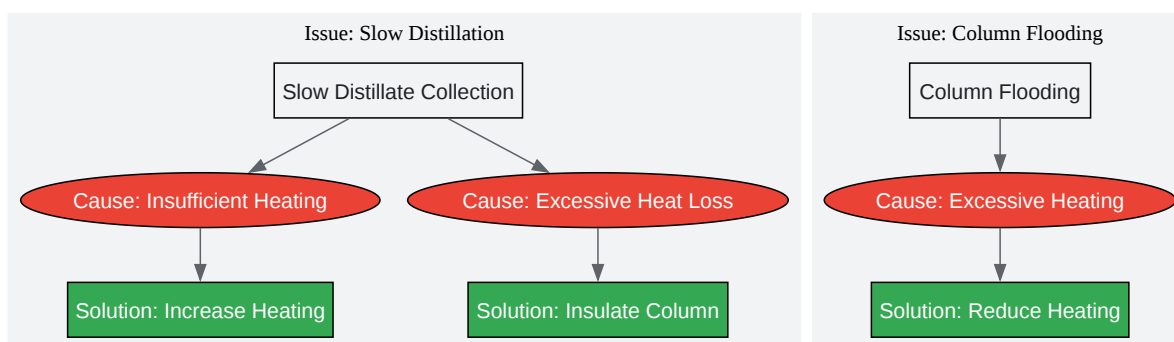 Issue: Slow Distillation
Slow Distillate Collection
Cause: Insufficient Heating
Cause: Excessive Heat Loss
Solution: Increase Heating
Solution: Insulate Column
Issue: Column Flooding
Column Flooding
Cause: Excessive Heating
Solution: Reduce Heating